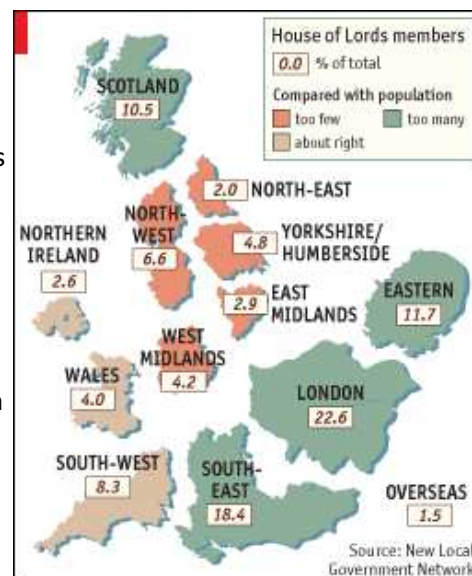 House of Lords members
0.0 % of total
Compared with population
too few
too many
about right
SCOTLAND
10.5
2.0
NORTH-EAST
NORTH-
WEST
6.6
YORKSHIRE/
HUMBERSIDE
4.8
NORTHERN
IRELAND
2.6
2.9
EAST
MIDLANDS
EASTERN
11.7
WEST
MIDLANDS
4.2
WALES
4.0
LONDON
22.6
SOUTH-WEST
8.3
SOUTH-
EAST
18.4
OVERSEAS
1.5
Source: New Local
Government Network
s